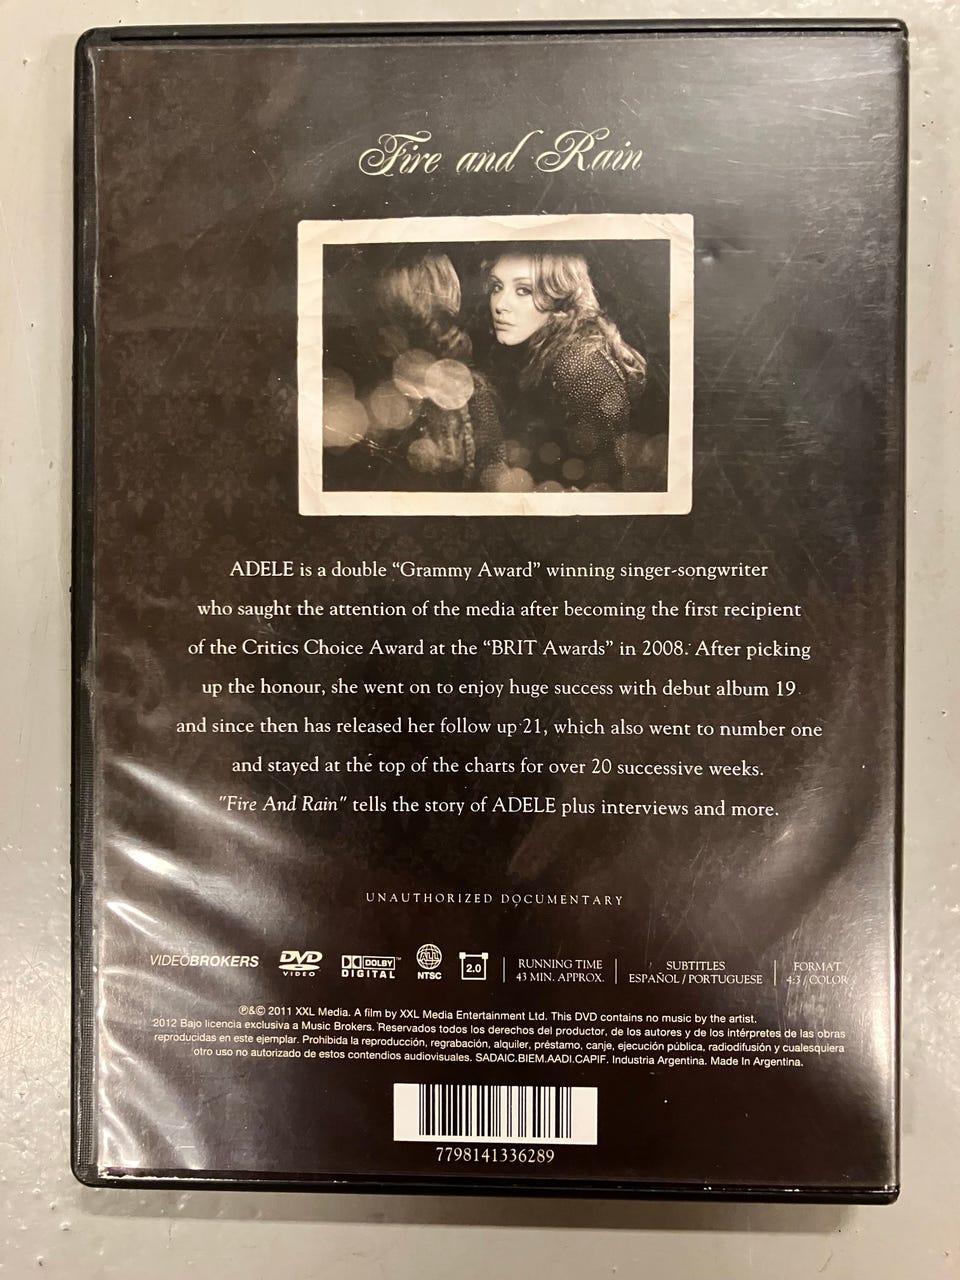 Fire and Rain
ADELE is a double “Grammy Award” winning singer-songwriter
who saught the attention of the media after becoming the first recipient
of the Critics Choice Award at the “BRIT Awards” in 2008. After picking
up the honour, she went on to enjoy huge success with debut album 19
and since then has released her follow up 21, which also went to number one
and stayed at the top of the charts for over 20 successive weeks.
"Fire And Rain" tells the story of ADELE plus interviews and more.
UNAUTHORIZED DOCUMENTARY
VIDEOBROKERS
DVD
VIDEO
DOLBY™
DIGITAL
ALL
NTSC
2.0
RUNNING TIME
43 MIN. APPROX.
SUBTITLES
ESPAÑOL / PORTUGUESE
FORMAT
4:3 / COLOR
℗&© 2011 XXL Media. A film by XXL Media Entertainment Ltd. This DVD contains no music by the artist.
2012 Bajo licencia exclusiva a Music Brokers. Reservados todos los derechos del productor, de los autores y de los intérpretes de las obras
reproducidas en este ejemplar. Prohibida la reproducción, regrabación, alquiler, préstamo, canje, ejecución pública, radiodifusión y cualesquiera
otro uso no autorizado de estos contendios audiovisuales. SADAIC.BIEM.AADI.CAPIF. Industria Argentina. Made In Argentina.
7798141336289